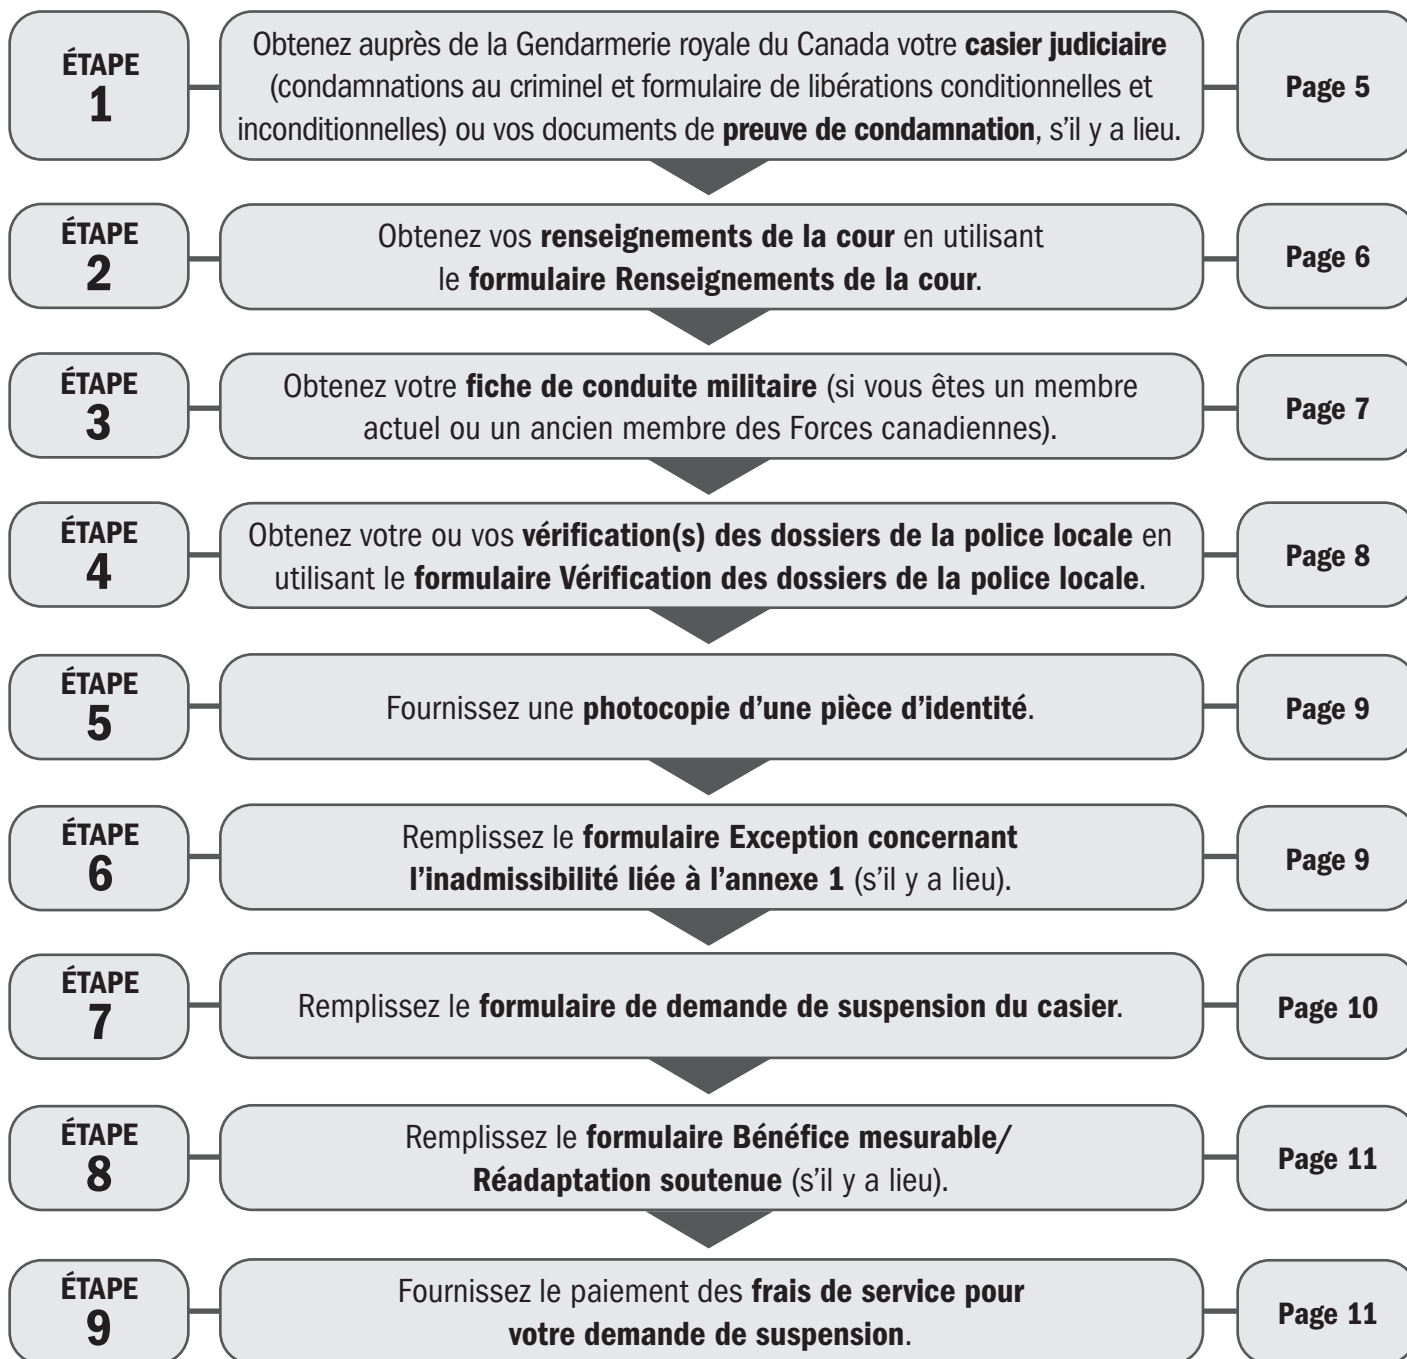 ÉTAPE
1
Obtenez auprès de la Gendarmerie royale du Canada votre casier judiciaire
(condamnations au criminel et formulaire de libérations conditionnelles et
inconditionnelles) ou vos documents de preuve de condamnation, s’il y a lieu.
Page 5
ÉTAPE
2
Obtenez vos renseignements de la cour en utilisant
le formulaire Renseignements de la cour.
Page 6
ÉTAPE
3
Obtenez votre fiche de conduite militaire (si vous êtes un membre
actuel ou un ancien membre des Forces canadiennes).
Page 7
ÉTAPE
4
Obtenez votre ou vos vérification(s) des dossiers de la police locale en
utilisant le formulaire Vérification des dossiers de la police locale.
Page 8
ÉTAPE
5
Fournissez une photocopie d’une pièce d’identité.
Page 9
ÉTAPE
6
Remplissez le formulaire Exception concernant
l’inadmissibilité liée à l’annexe 1 (s’il y a lieu).
Page 9
ÉTAPE
7
Remplissez le formulaire de demande de suspension du casier.
Page 10
ÉTAPE
8
Remplissez le formulaire Bénéfice mesurable/
Réadaptation soutenue (s’il y a lieu).
Page 11
ÉTAPE
9
Fournissez le paiement des frais de service pour
votre demande de suspension.
Page 11